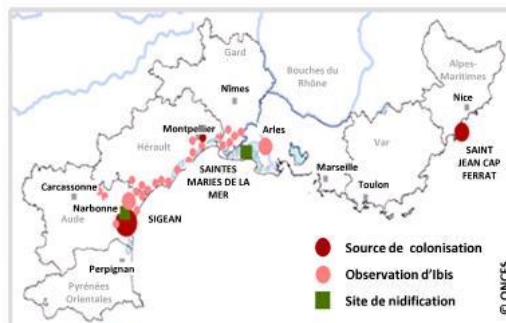 Gard
Bouches du
Rhône
Alpes-
Maritimes
Nîmes
Nice
Hérault
Montpellier
Arles
Var
SAINT
JEAN CAP
FERRAT
SAINTES
MARIES DE LA
MER
Marseille
Toulon
Carcassonne
Narbonne
Aude
SIGEAN
Perpignan
Pyrénées
Orientales
Source de colonisation
Observation d'Ibis
Site de nidification
© ONCFS